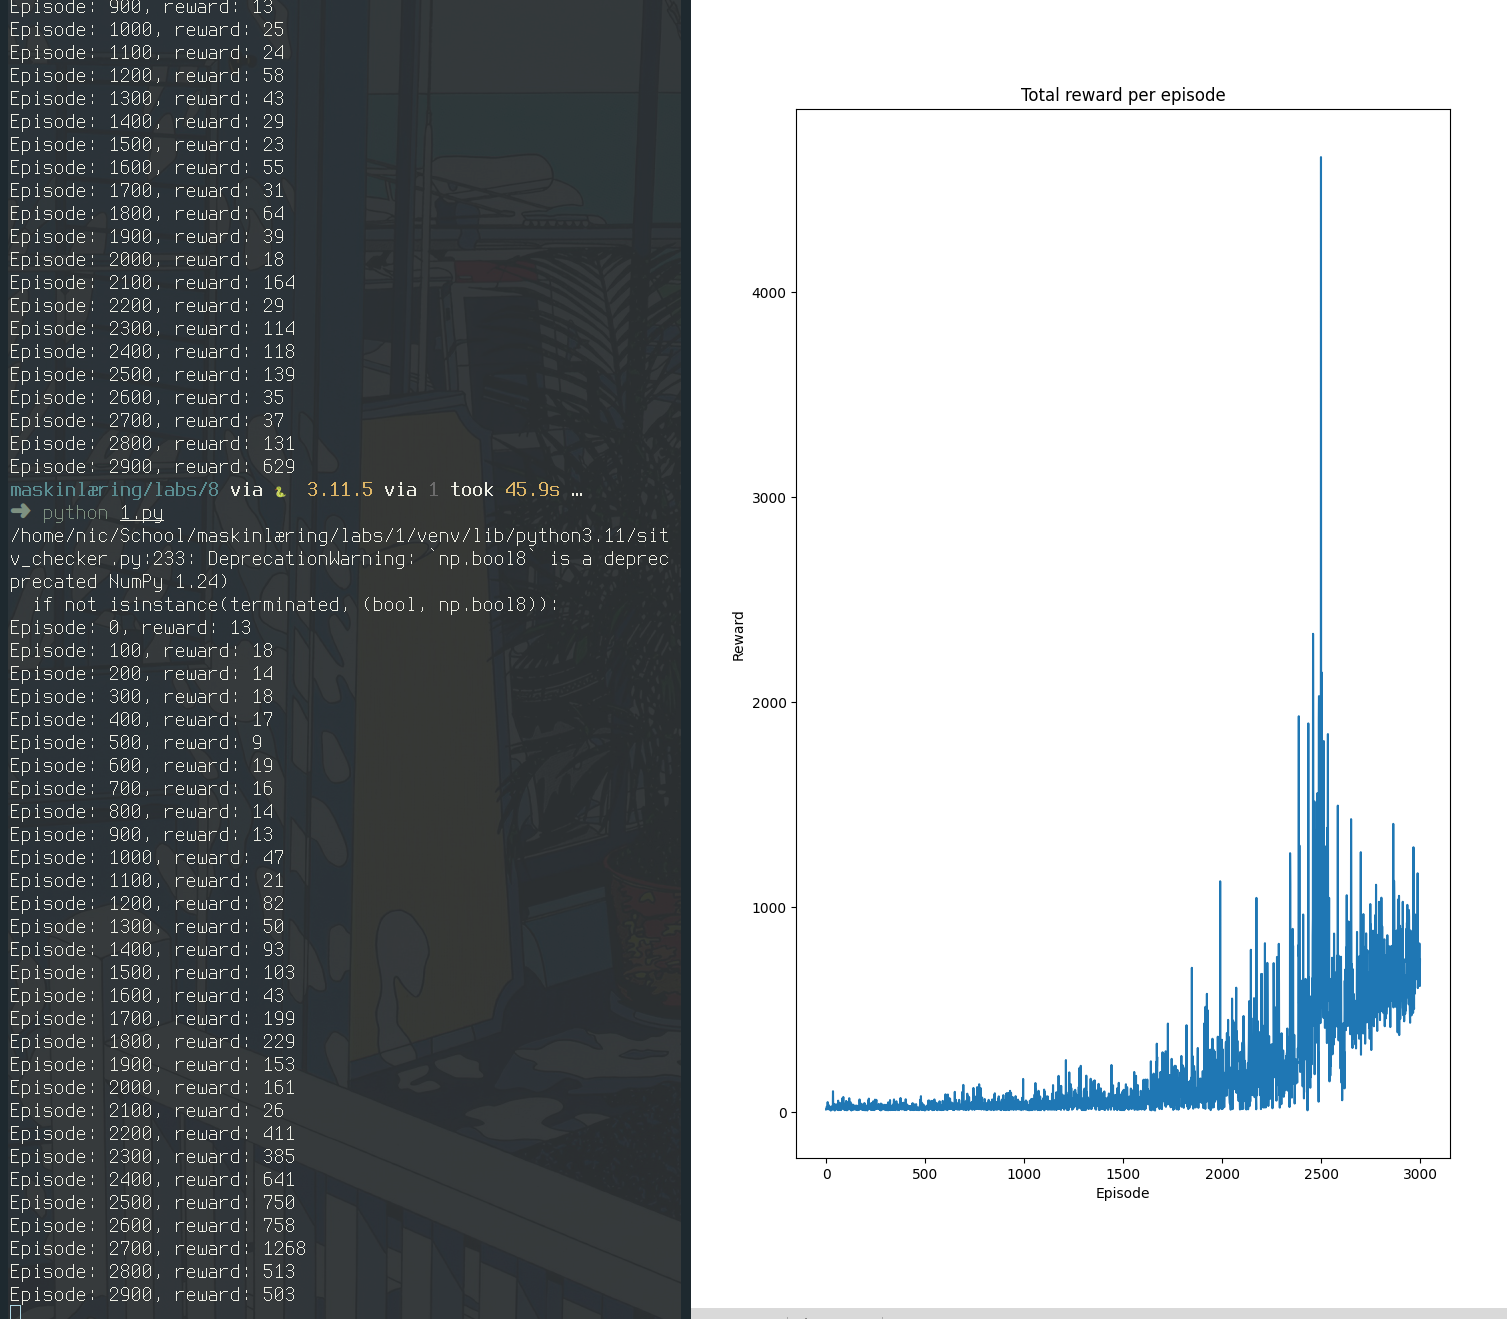 Episode: 900, reward: 13
Episode: 1000, reward: 25
Episode: 1100, reward: 24
Episode: 1200, reward: 58
Episode: 1300, reward: 43
Episode: 1400, reward: 29
Episode: 1500, reward: 23
Episode: 1600, reward: 55
Episode: 1700, reward: 31
Episode: 1800, reward: 64
Episode: 1900, reward: 39
Episode: 2000, reward: 18
Episode: 2100, reward: 164
Episode: 2200, reward: 29
Episode: 2300, reward: 114
Episode: 2400, reward: 118
Episode: 2500, reward: 139
Episode: 2600, reward: 35
Episode: 2700, reward: 37
Episode: 2800, reward: 131
Episode: 2900, reward: 629
maskinlæring/labs/8 via 3.11.5 via 1 took 45.9s …
➜ python 1.py
/home/nic/School/maskinlæring/labs/1/venv/lib/python3.11/sit
v_checker.py:233: DeprecationWarning: `np.bool8` is a deprec
precated NumPy 1.24)
if not isinstance(terminated, (bool, np.bool8)):
Episode: 0, reward: 13
Episode: 100, reward: 18
Episode: 200, reward: 14
Episode: 300, reward: 18
Episode: 400, reward: 17
Episode: 500, reward: 9
Episode: 600, reward: 19
Episode: 700, reward: 16
Episode: 800, reward: 14
Episode: 900, reward: 13
Episode: 1000, reward: 47
Episode: 1100, reward: 21
Episode: 1200, reward: 82
Episode: 1300, reward: 50
Episode: 1400, reward: 93
Episode: 1500, reward: 103
Episode: 1600, reward: 43
Episode: 1700, reward: 199
Episode: 1800, reward: 229
Episode: 1900, reward: 153
Episode: 2000, reward: 161
Episode: 2100, reward: 26
Episode: 2200, reward: 411
Episode: 2300, reward: 385
Episode: 2400, reward: 641
Episode: 2500, reward: 750
Episode: 2600, reward: 758
Episode: 2700, reward: 1268
Episode: 2800, reward: 513
Episode: 2900, reward: 503
Total reward per episode
4000
3000
2000
1000
0
Reward
0 500 1000 1500 2000 2500 3000
Episode